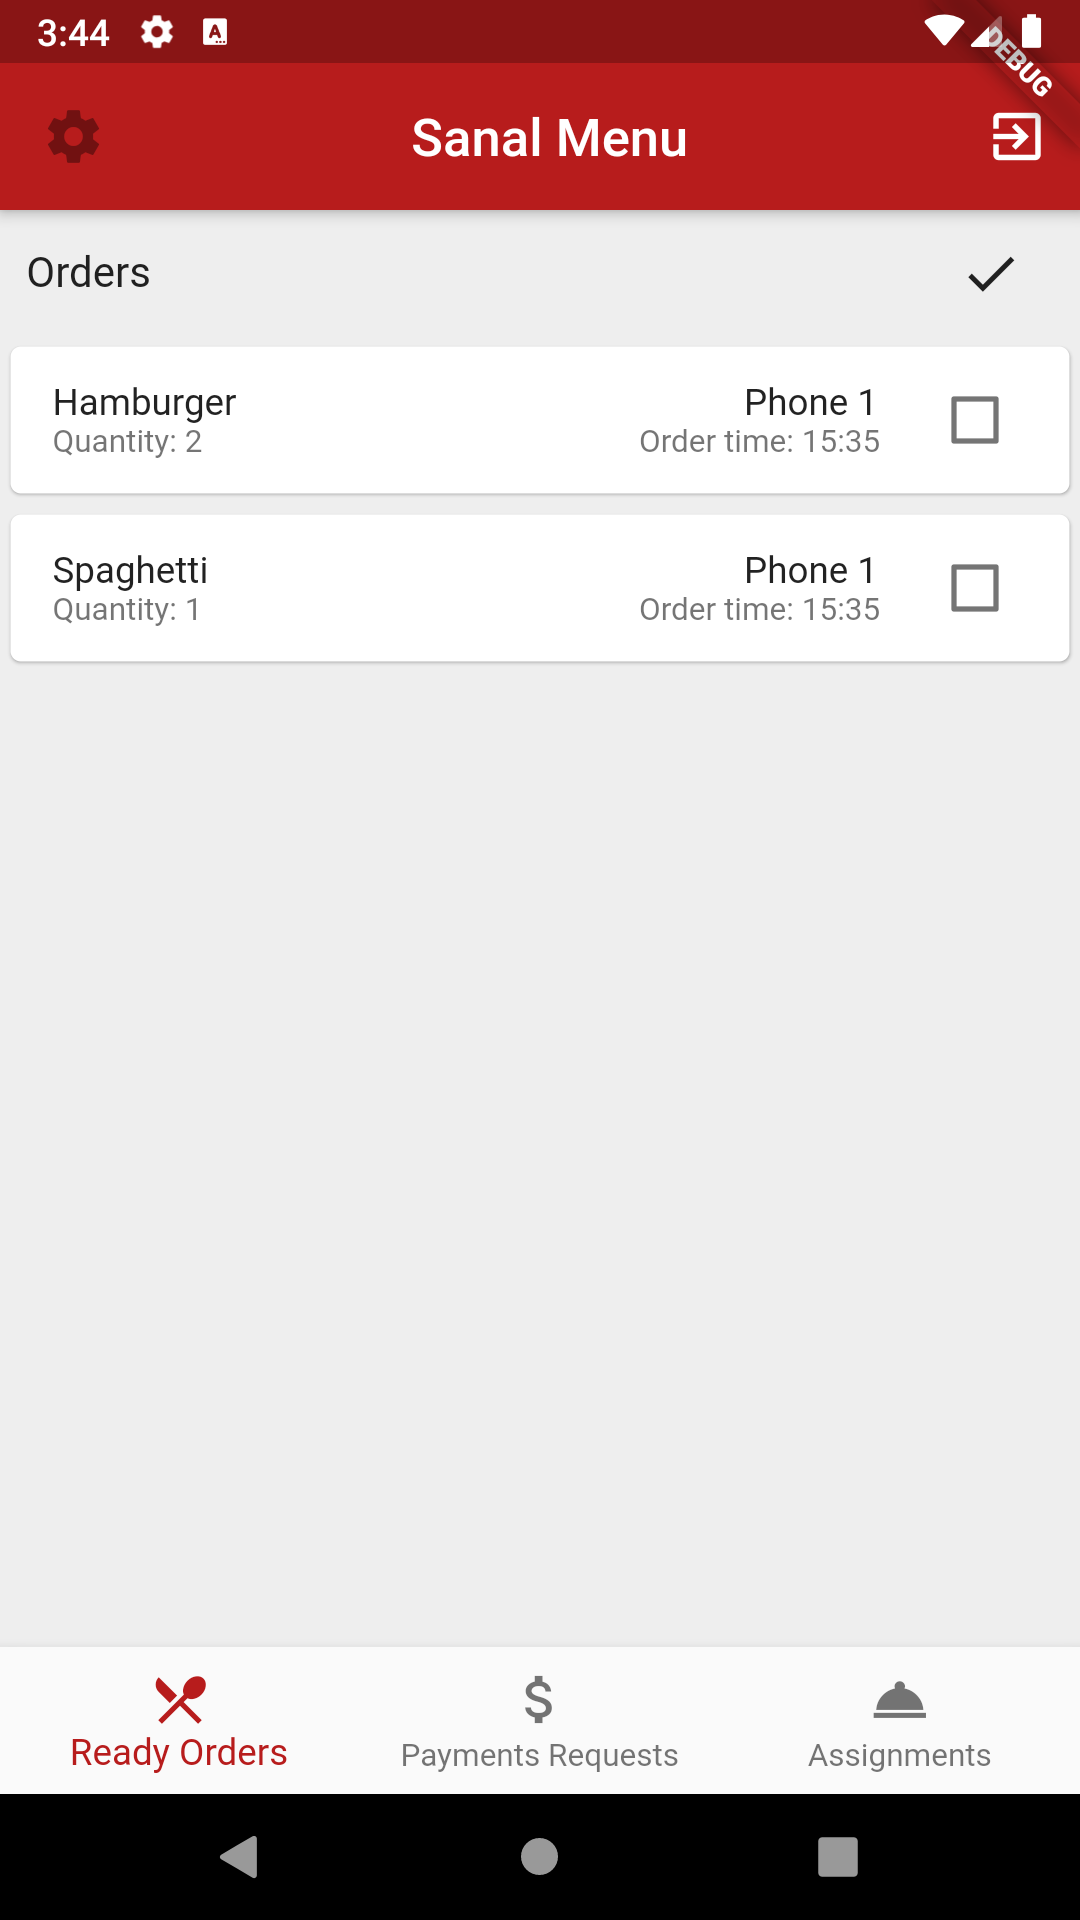 3:44
DEBUG
Sanal Menu
Orders
Hamburger
Quantity: 2
Phone 1
Order time: 15:35
Spaghetti
Quantity: 1
Phone 1
Order time: 15:35
Ready Orders
Payments Requests
Assignments